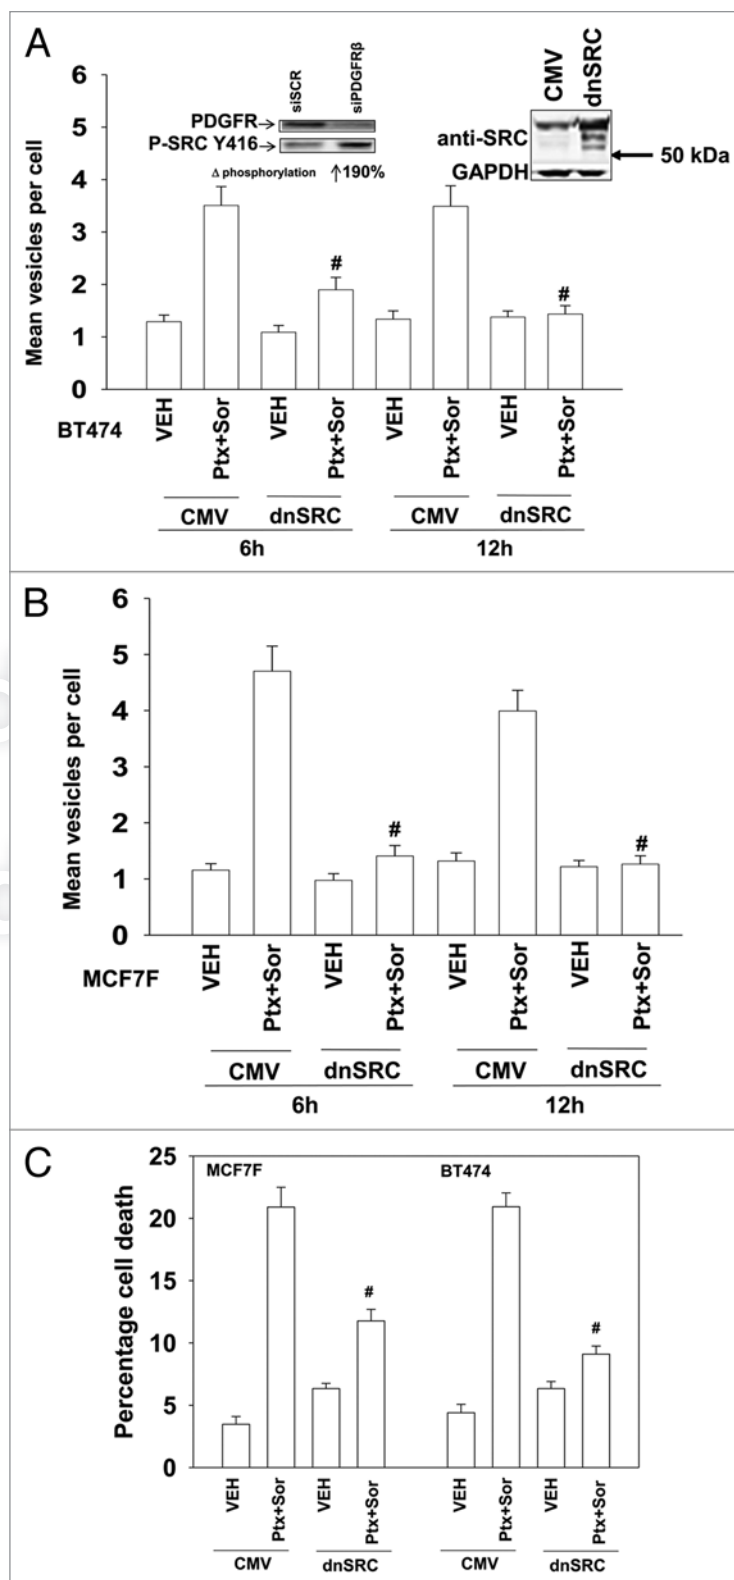 A
siSCR siPDGFRβ
PDGFR→
P-SRC Y416→
Δ phosphorylation ↑190%
CMV dnSRC
anti-SRC
50 kDa
GAPDH
Mean vesicles per cell
6
5
4
3
2
1
0
# #
BT474
VEH Ptx+Sor VEH Ptx+Sor VEH Ptx+Sor VEH Ptx+Sor
CMV dnSRC CMV dnSRC
6h 12h
B
Mean vesicles per cell
6
5
4
3
2
1
0
# #
MCF7F
VEH Ptx+Sor VEH Ptx+Sor VEH Ptx+Sor VEH Ptx+Sor
CMV dnSRC CMV dnSRC
6h 12h
C
Percentage cell death
25
20
15
10
5
0
MCF7F BT474
# #
VEH Ptx+Sor VEH Ptx+Sor VEH Ptx+Sor VEH Ptx+Sor
CMV dnSRC CMV dnSRC